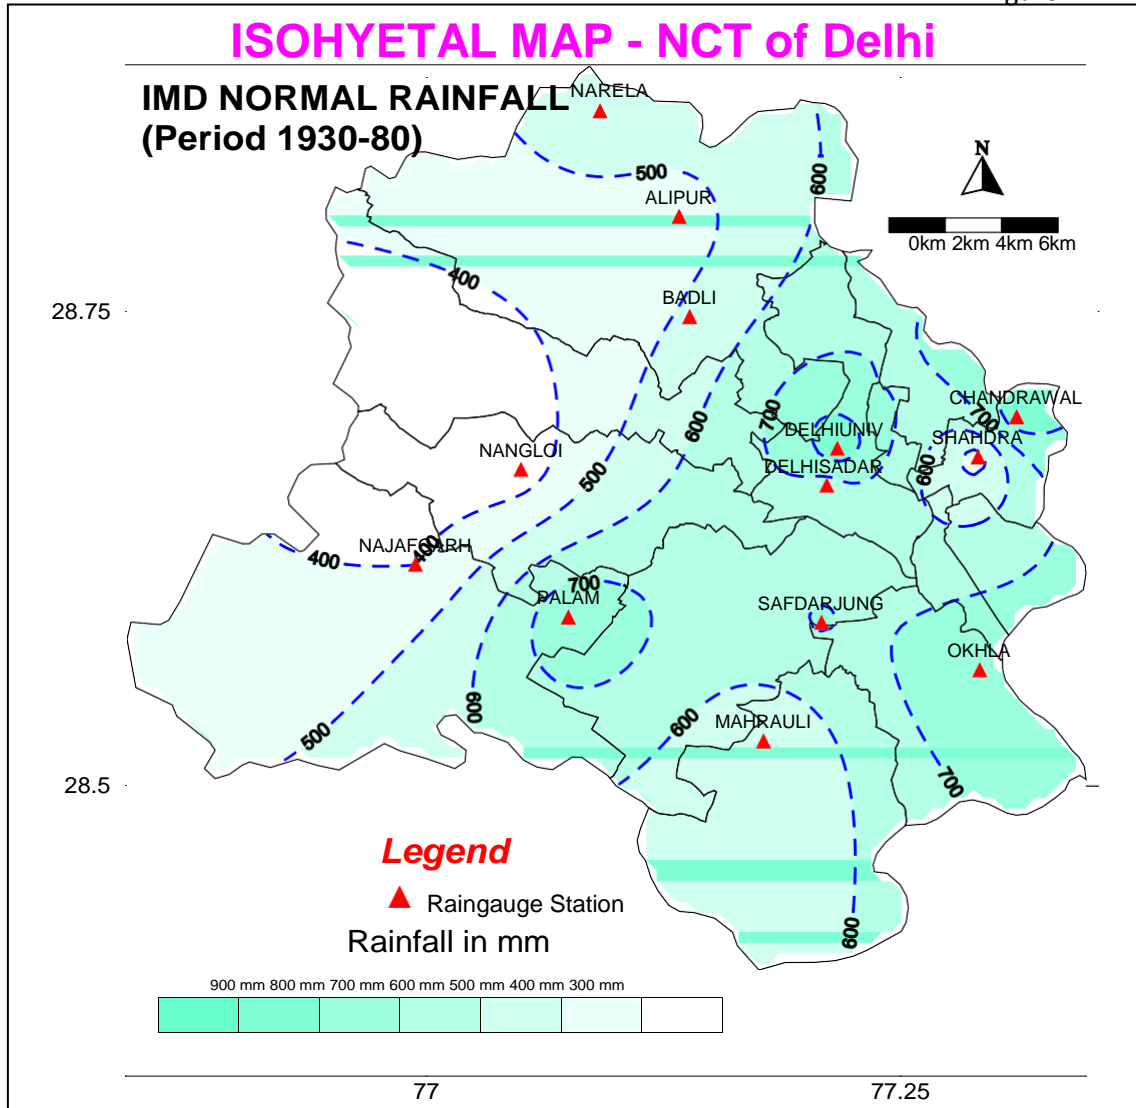 ISOHYETAL MAP - NCT of Delhi
IMD NORMAL RAINFALL
(Period 1930-80)
NARELA
N
500
600
ALIPUR
0km 2km 4km 6km
400
BADLI
28.75
CHANDRAWAL
700
700
600
DELHIUNIV
SHAHDRA
NANGLOI
DELHISADAR
500
600
NAJAFGARH
400
400
700
PALAM
SAFDARJUNG
OKHLA
600
600
MAHRAULI
500
28.5
700
Legend
Raingauge Station
Rainfall in mm
600
900 mm 800 mm 700 mm 600 mm 500 mm 400 mm 300 mm
77
77.25